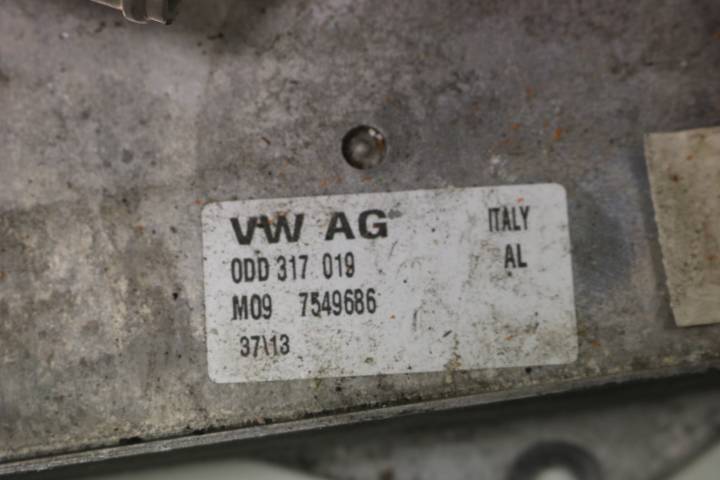 VW AG ITALY
0DD 317 019 AL
M09 7549686
37\13